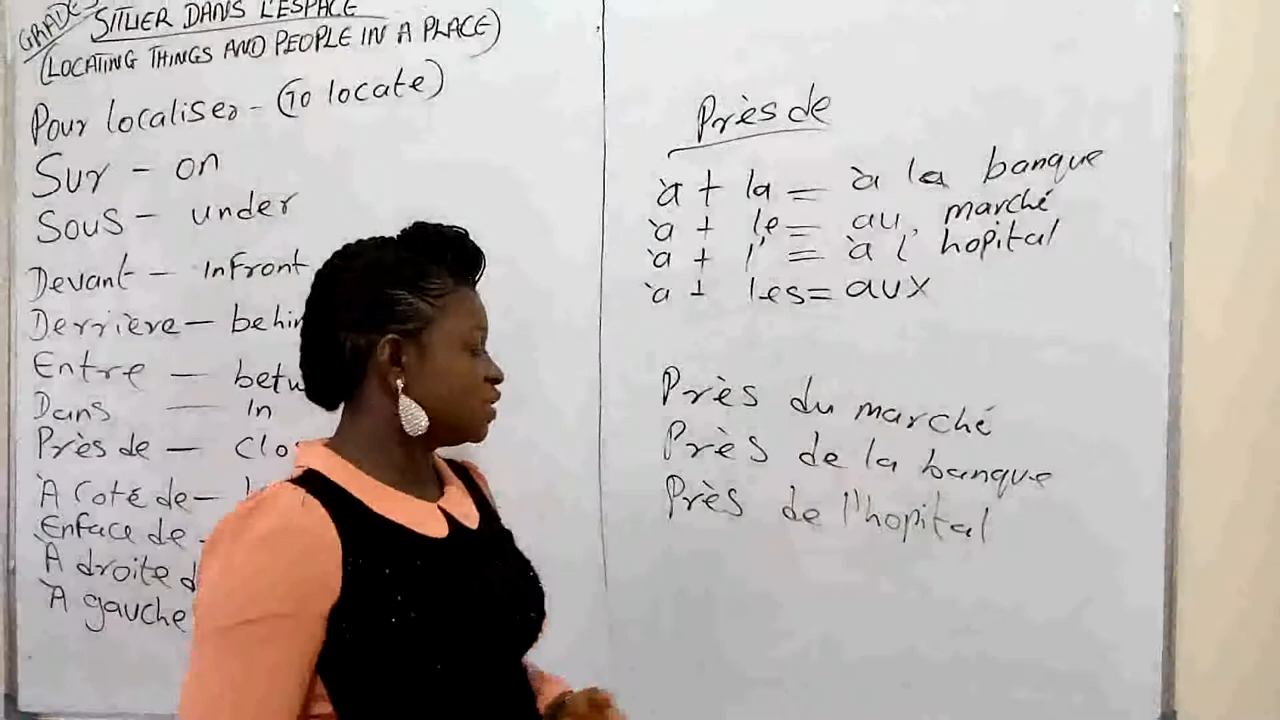 GRADE
SITUER DANS L'ESPACE
(LOCATING THINGS AND PEOPLE IN A PLACE)
Pour localiser - (To locate)
Sur - on
Sous - under
Devant - Infront
Derrière - behin
Entre - betw
Dans - In
Près de - Clos
À Coté de -
Enface de -
À droite d
À gauche
Près de
à + la = à la banque
à + le = au, marché
à + l' = à l' hopital
à + les = aux
Près du marché
Près de la banque
Près de l'hopital